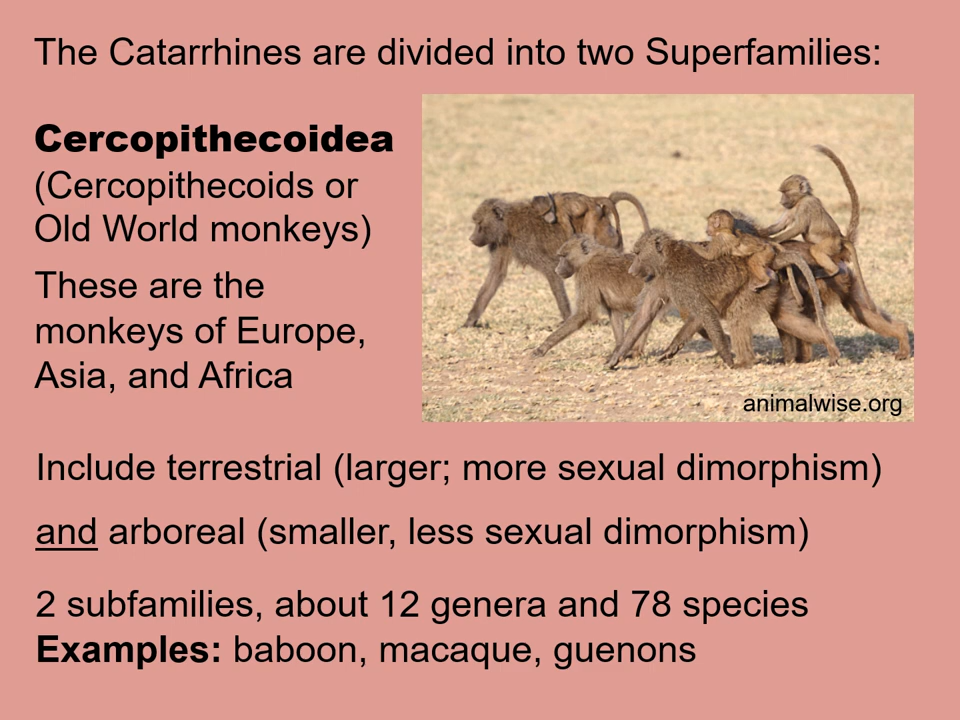 The Catarrhines are divided into two Superfamilies:
Cercopithecoidea
(Cercopithecoids or
Old World monkeys)
These are the
monkeys of Europe,
Asia, and Africa
animalwise.org
Include terrestrial (larger; more sexual dimorphism)
and arboreal (smaller, less sexual dimorphism)
2 subfamilies, about 12 genera and 78 species
Examples: baboon, macaque, guenons